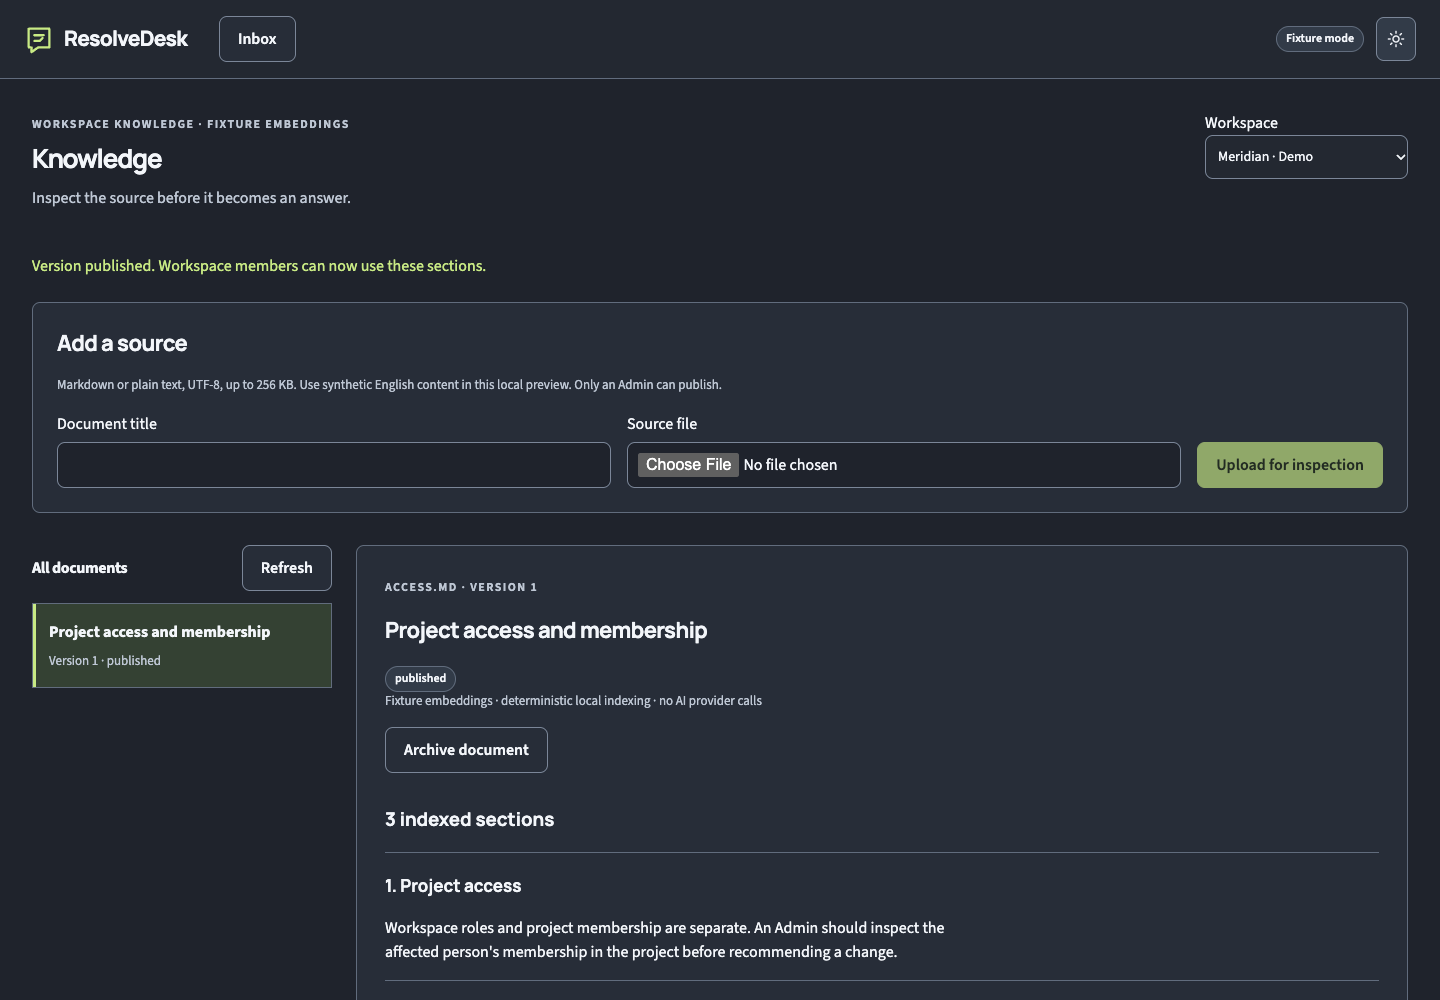 ResolveDesk
Inbox
Fixture mode
WORKSPACE KNOWLEDGE · FIXTURE EMBEDDINGS
Knowledge
Inspect the source before it becomes an answer.
Workspace
Meridian · Demo
Version published. Workspace members can now use these sections.
Add a source
Markdown or plain text, UTF-8, up to 256 KB. Use synthetic English content in this local preview. Only an Admin can publish.
Document title
Source file
Choose File No file chosen
Upload for inspection
All documents
Refresh
Project access and membership
Version 1 · published
ACCESS.MD · VERSION 1
Project access and membership
published
Fixture embeddings · deterministic local indexing · no AI provider calls
Archive document
3 indexed sections
1. Project access
Workspace roles and project membership are separate. An Admin should inspect the
affected person's membership in the project before recommending a change.